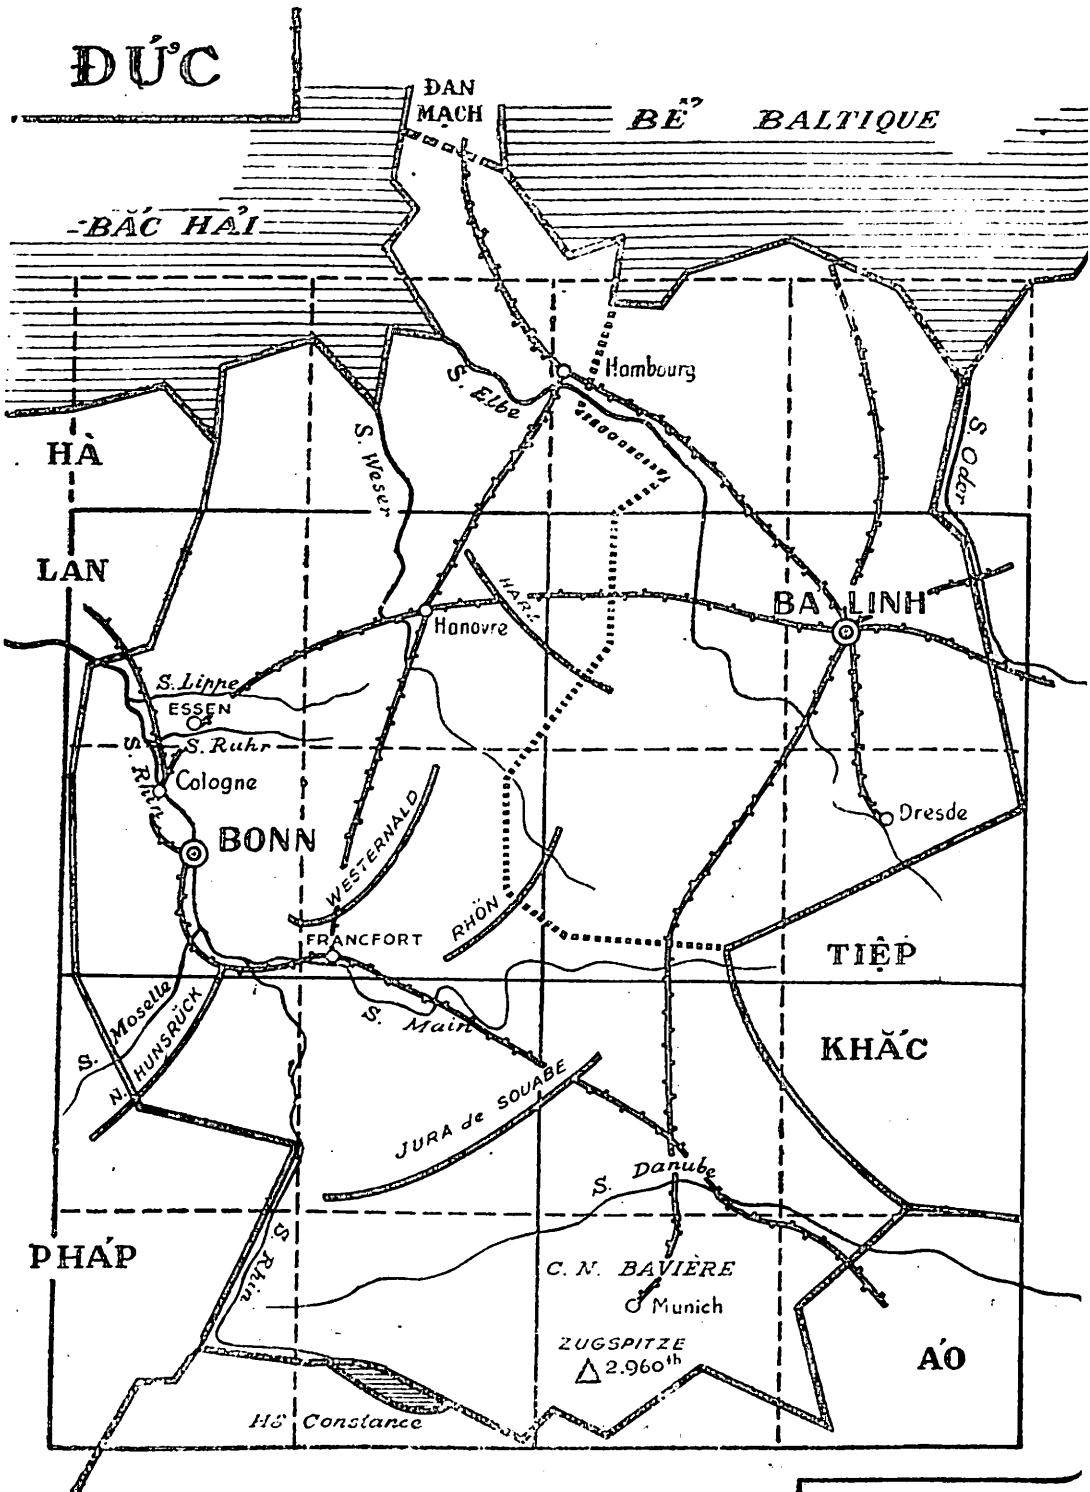 ĐỨC
ĐAN
MẠCH
BỂ BALTIQUE
BẮC HẢI
Hambourg
S. Elbe
S. Weser
S. Oder
HÀ
LAN
HARZ
BA LINH
Hanovre
S. Lippe
ESSEN
S. Ruhr
S. Rhin
Cologne
Dresde
BONN
WESTERNALD
RHÖN
FRANCFORT
TIỆP
KHẮC
S. Moselle
N. HUNSRÜCK
S. Main
JURA de SOUABE
S. Danube
PHÁP
S. Rhin
C. N. BAVIÈRE
Munich
ZUGSPITZE
2.960th
ÁO
Hồ Constance